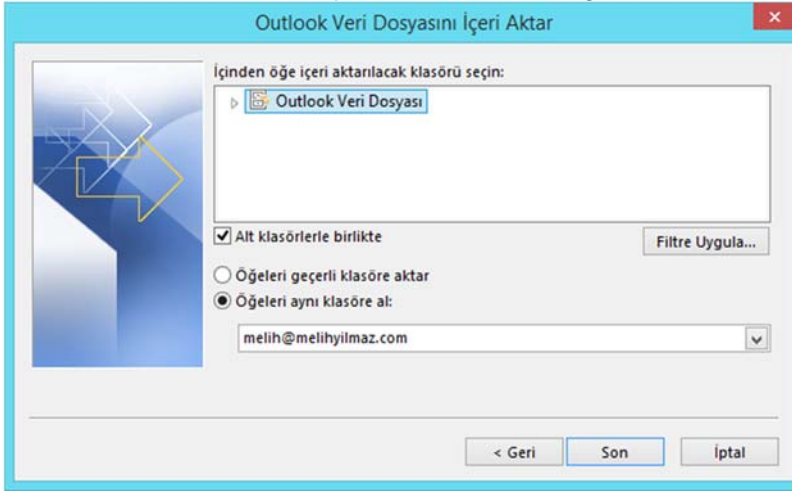 Outlook Veri Dosyasını İçeri Aktar
İçinden öğe içeri aktarılacak klasörü seçin:
Outlook Veri Dosyası
Alt klasörlerle birlikte
Filtre Uygula...
Öğeleri geçerli klasöre aktar
Öğeleri aynı klasöre al:
melih@melihyilmaz.com
< Geri
Son
İptal